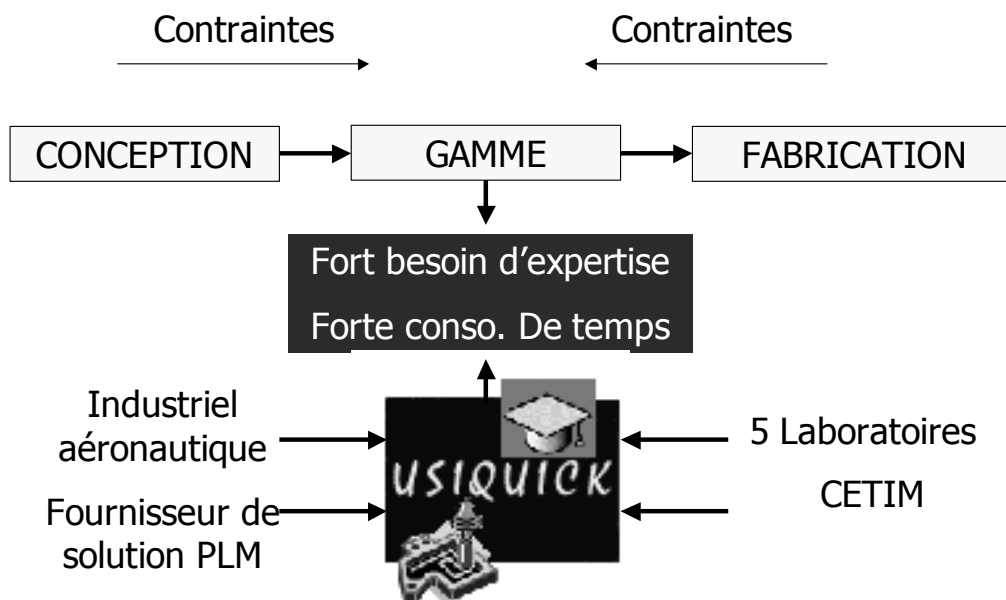 Contraintes
Contraintes
CONCEPTION
GAMME
FABRICATION
Fort besoin d’expertise
Forte conso. De temps
Industriel
aéronautique
Fournisseur de
solution PLM
USIQUICK
5 Laboratoires
CETIM